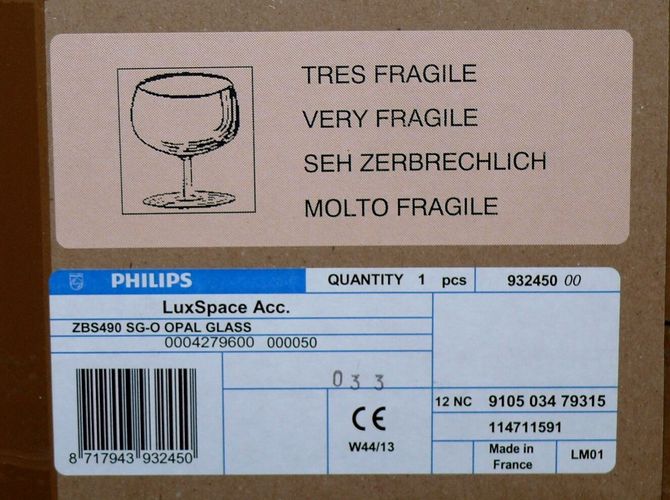 TRES FRAGILE
VERY FRAGILE
SEH ZERBRECHLICH
MOLTO FRAGILE
PHILIPS QUANTITY 1 pcs 932450 00
LuxSpace Acc.
ZBS490 SG-O OPAL GLASS
0004279600 000050
033
12 NC 9105 034 79315
CE
114711591
W44/13
Made in
France
LM01
8 717943 932450